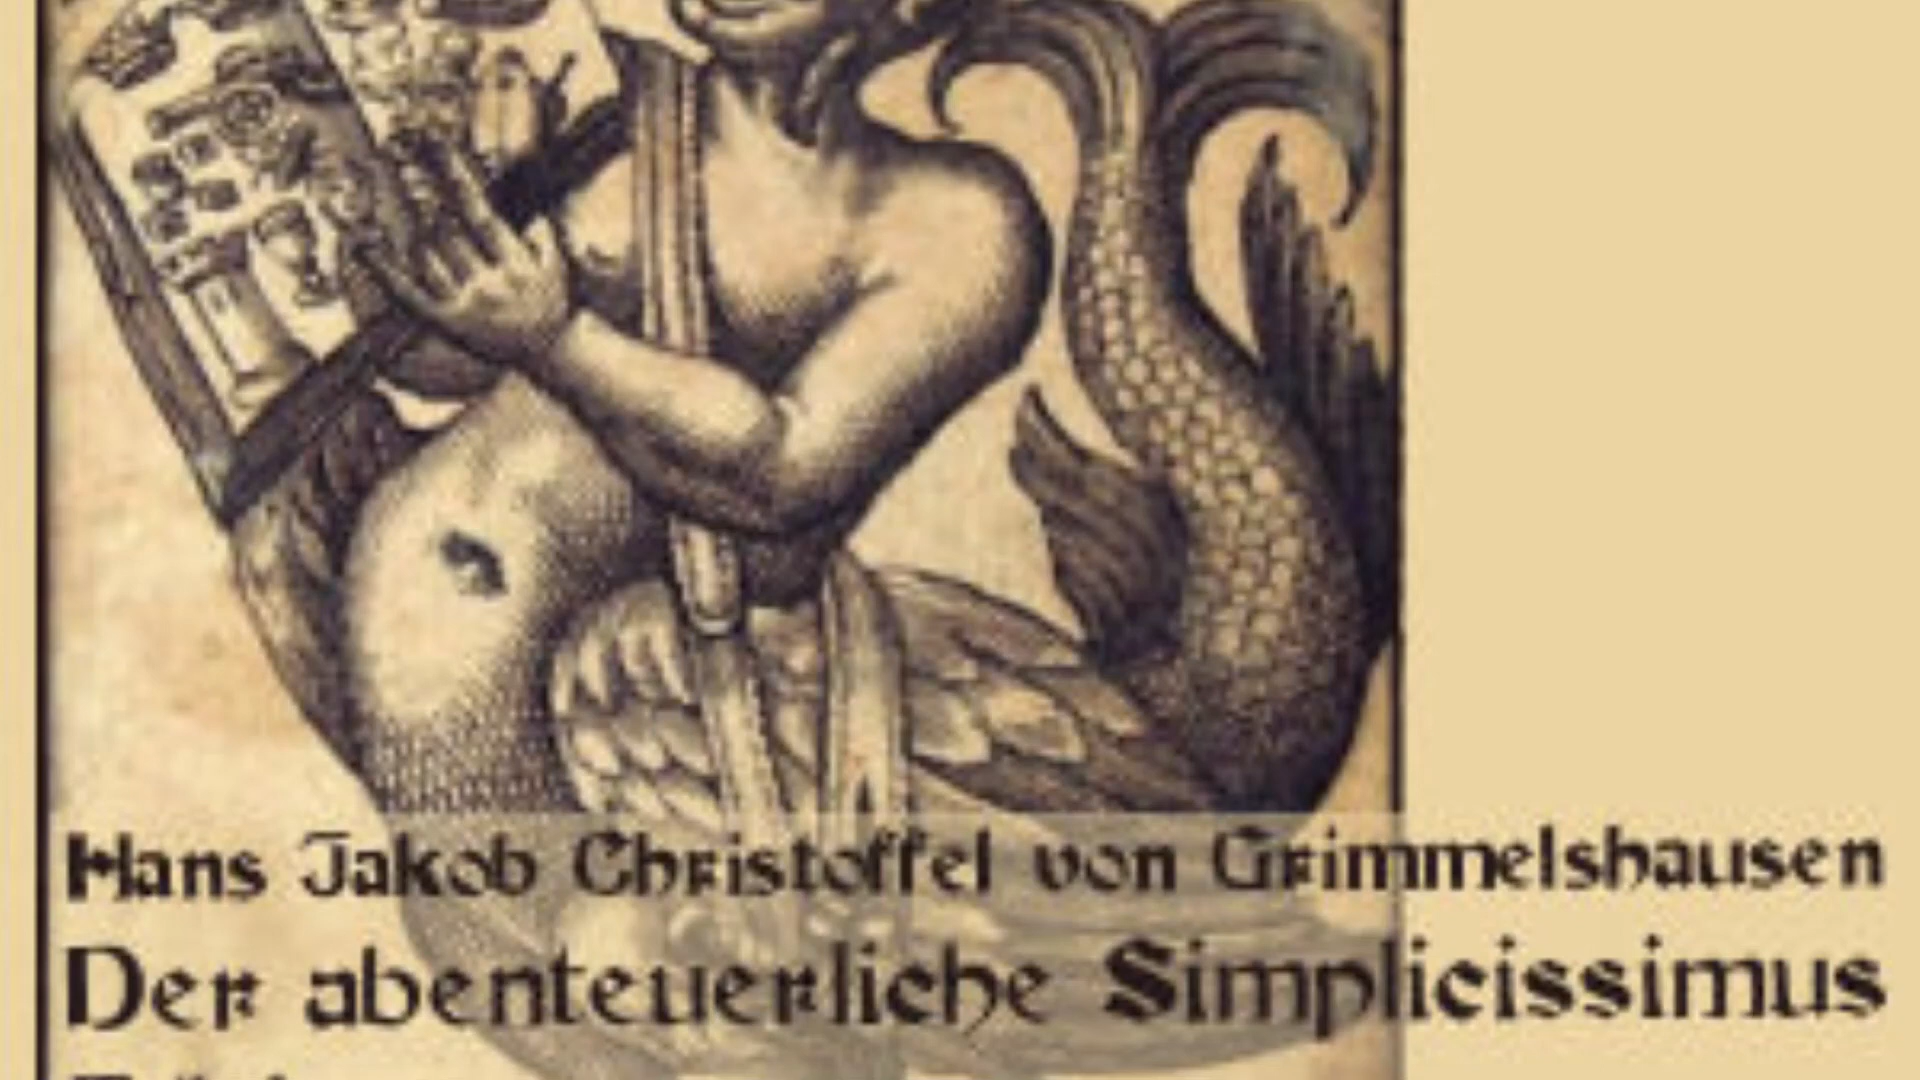 Hans Jakob Christoffel von Grimmelshausen
Der abenteuerliche Simplicissimus